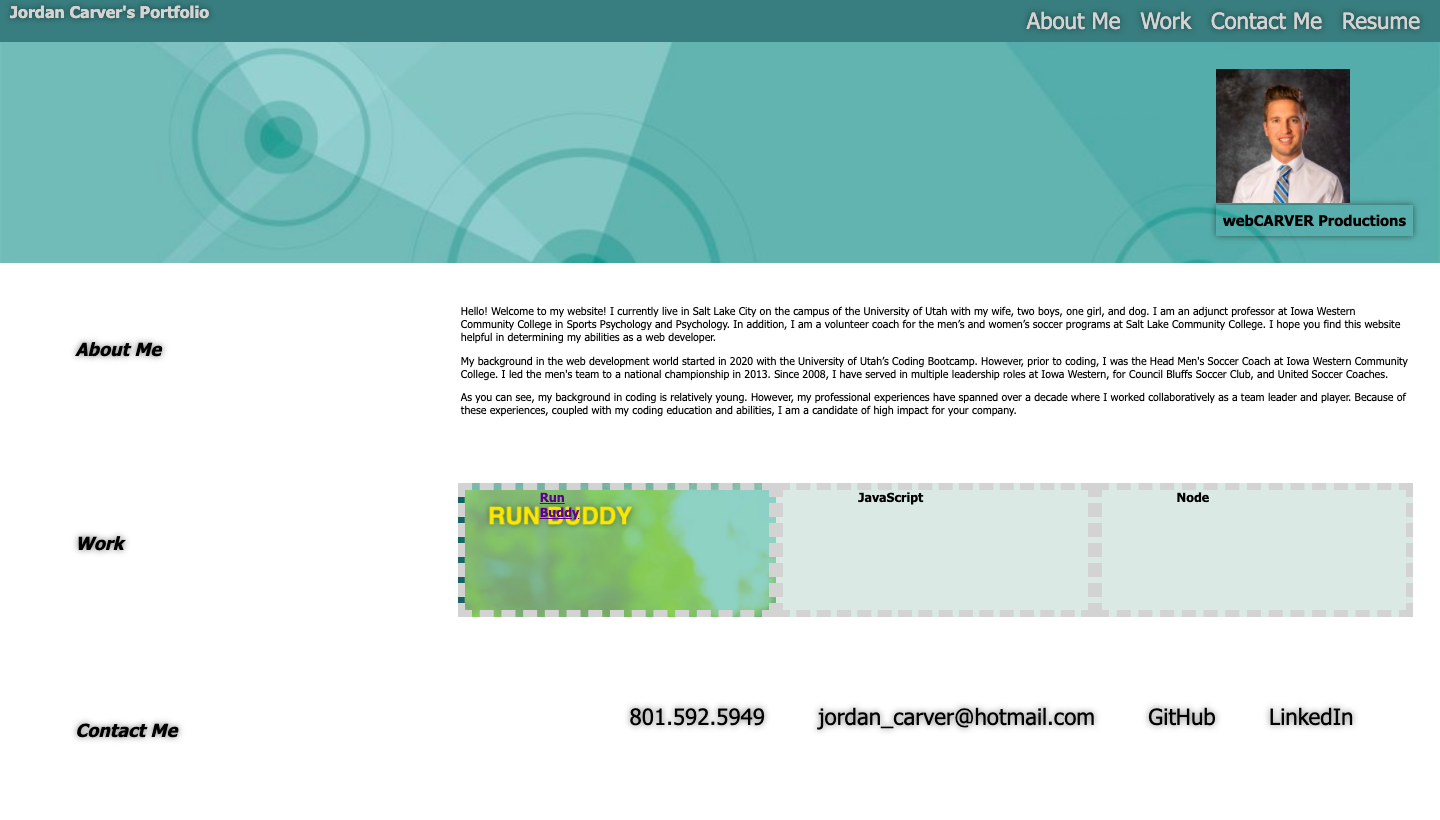 Jordan Carver's Portfolio
About Me Work Contact Me Resume
webCARVER Productions
About Me
Hello! Welcome to my website! I currently live in Salt Lake City on the campus of the University of Utah with my wife, two boys, one girl, and dog. I am an adjunct professor at Iowa Western
Community College in Sports Psychology and Psychology. In addition, I am a volunteer coach for the men’s and women’s soccer programs at Salt Lake Community College. I hope you find this website
helpful in determining my abilities as a web developer.
My background in the web development world started in 2020 with the University of Utah’s Coding Bootcamp. However, prior to coding, I was the Head Men's Soccer Coach at Iowa Western Community
College. I led the men's team to a national championship in 2013. Since 2008, I have served in multiple leadership roles at Iowa Western, for Council Bluffs Soccer Club, and United Soccer Coaches.
As you can see, my background in coding is relatively young. However, my professional experiences have spanned over a decade where I worked collaboratively as a team leader and player. Because of
these experiences, coupled with my coding education and abilities, I am a candidate of high impact for your company.
Work
Run
Buddy
RUN BUDDY
JavaScript
Node
Contact Me
801.592.5949 jordan_carver@hotmail.com GitHub LinkedIn